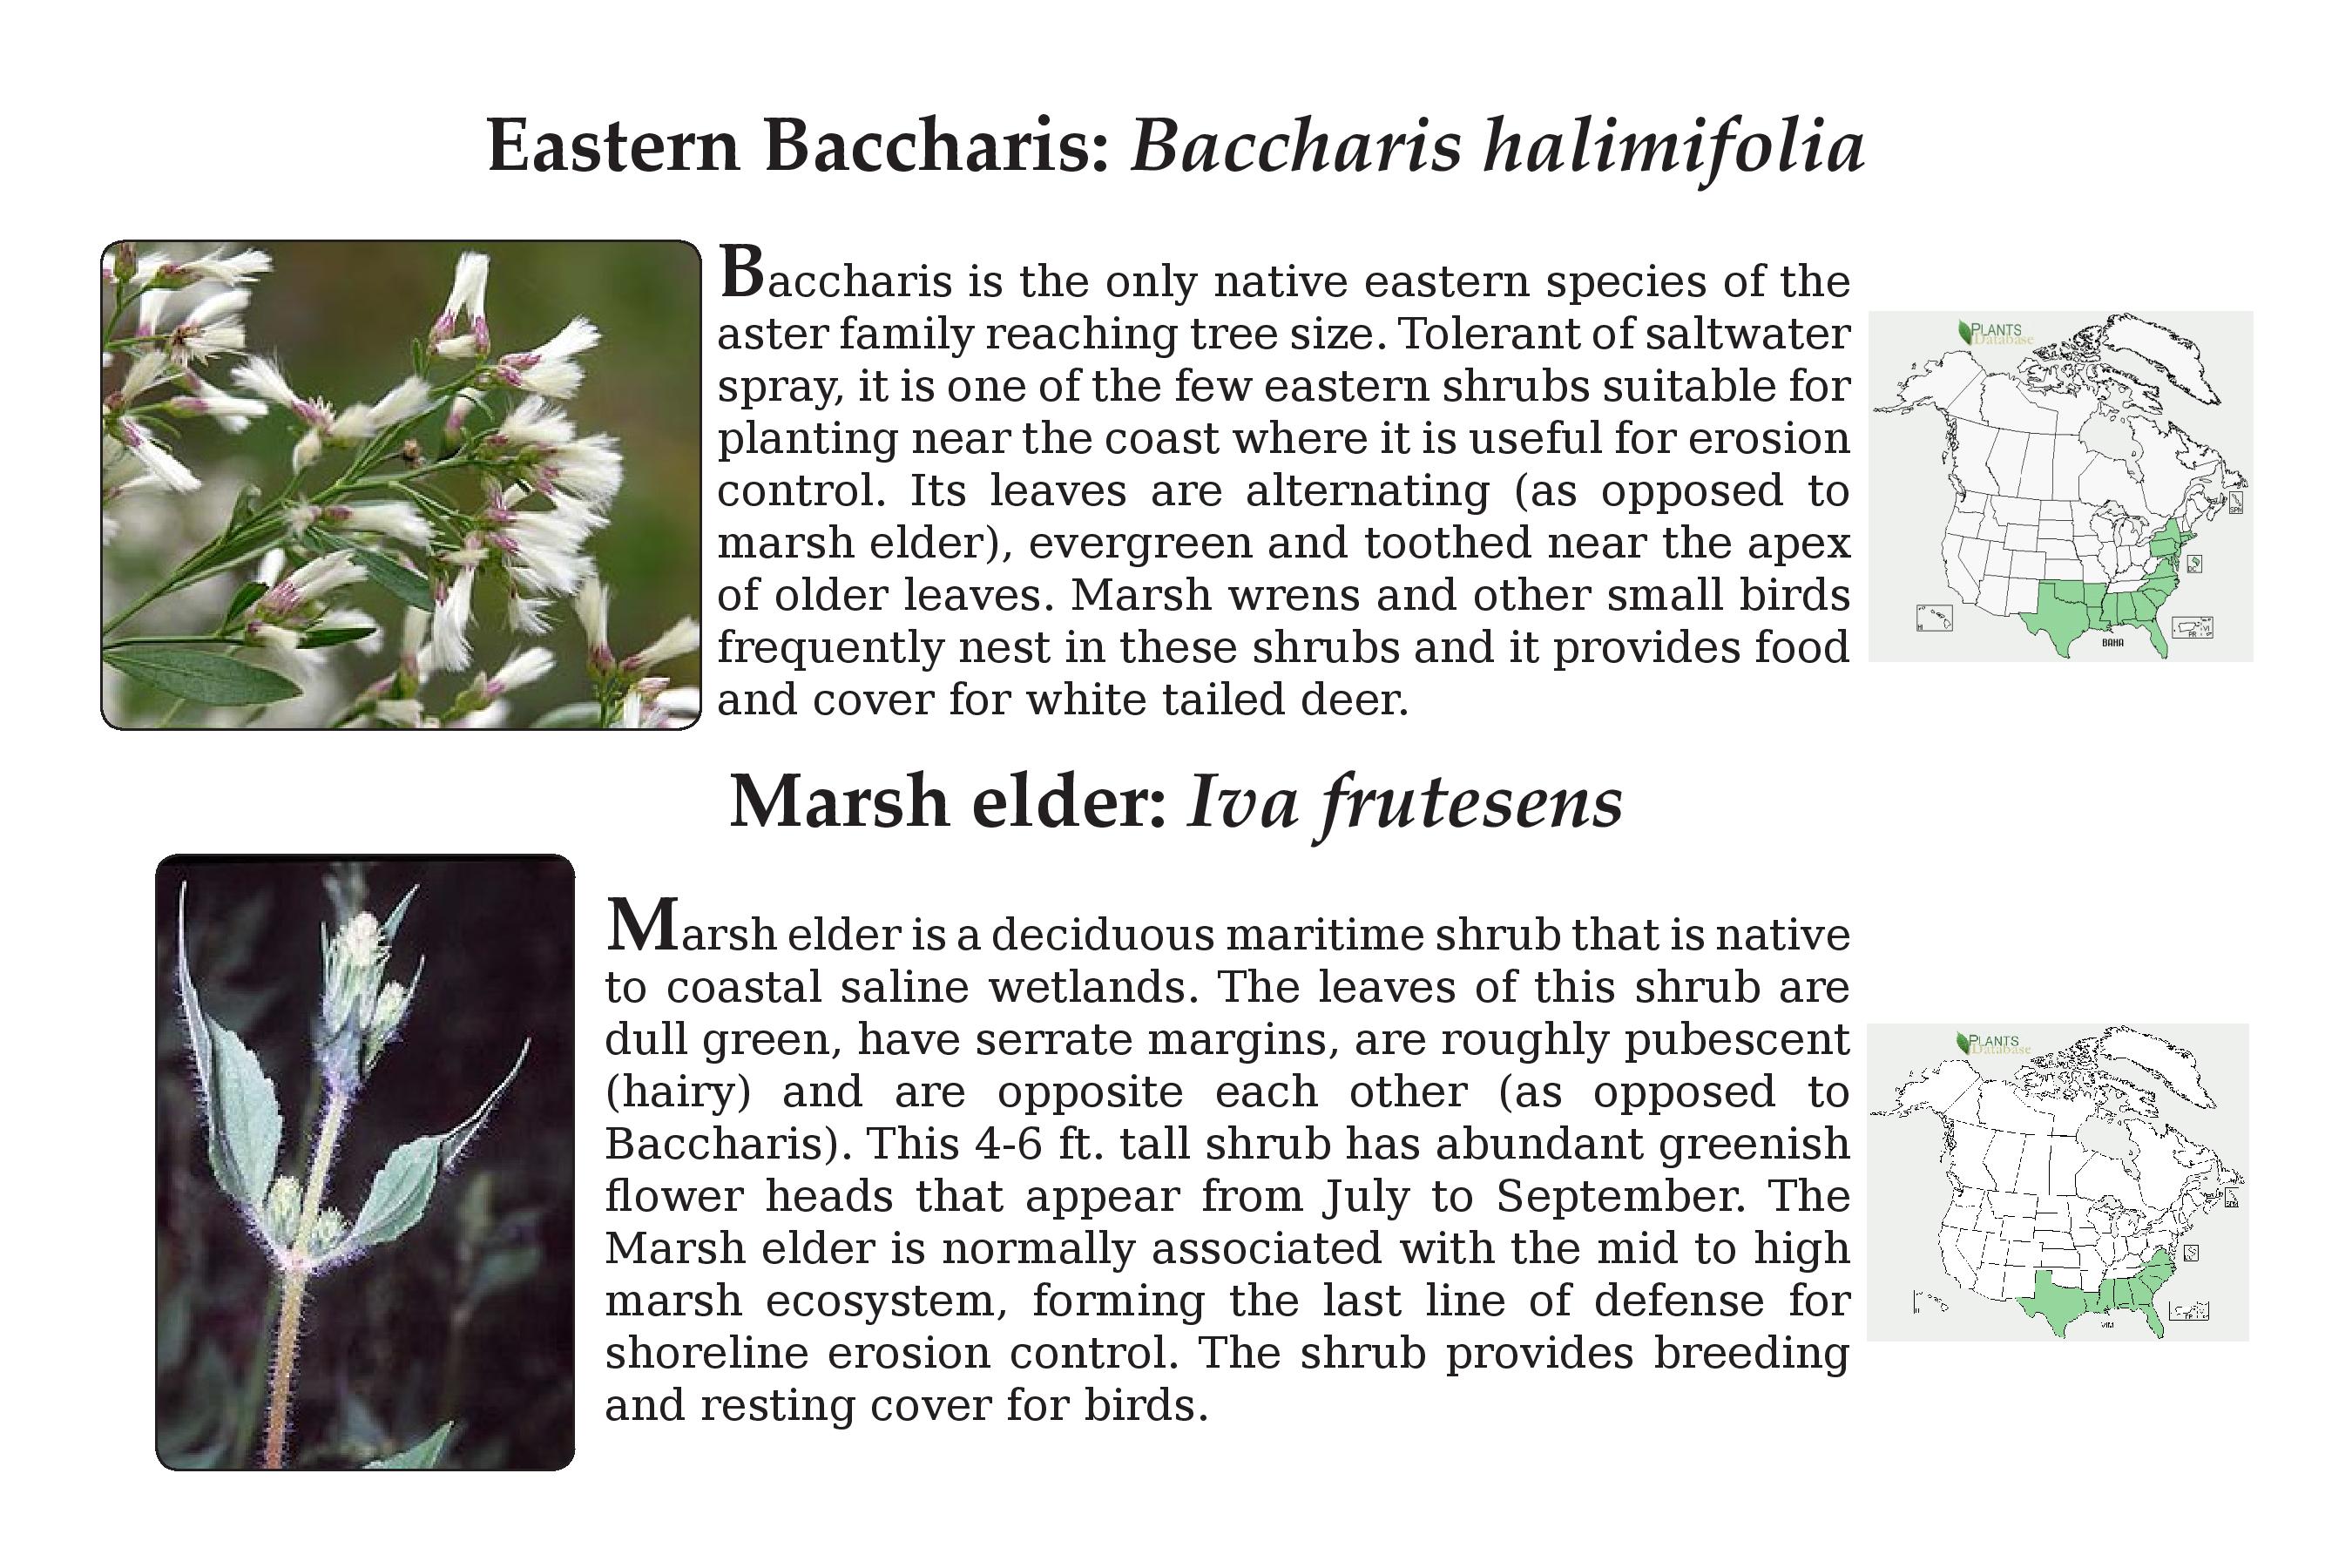 Eastern Baccharis: Baccharis halimifolia
Baccharis is the only native eastern species of the
aster family reaching tree size. Tolerant of saltwater
spray, it is one of the few eastern shrubs suitable for
planting near the coast where it is useful for erosion
control. Its leaves are alternating (as opposed to
marsh elder), evergreen and toothed near the apex
of older leaves. Marsh wrens and other small birds
frequently nest in these shrubs and it provides food
and cover for white tailed deer.
PLANTS
Database
SPM
DC
HI
PR
VI
BAHA
Marsh elder: Iva frutesens
Marsh elder is a deciduous maritime shrub that is native
to coastal saline wetlands. The leaves of this shrub are
dull green, have serrate margins, are roughly pubescent
(hairy) and are opposite each other (as opposed to
Baccharis). This 4-6 ft. tall shrub has abundant greenish
flower heads that appear from July to September. The
Marsh elder is normally associated with the mid to high
marsh ecosystem, forming the last line of defense for
shoreline erosion control. The shrub provides breeding
and resting cover for birds.
PLANTS
Database